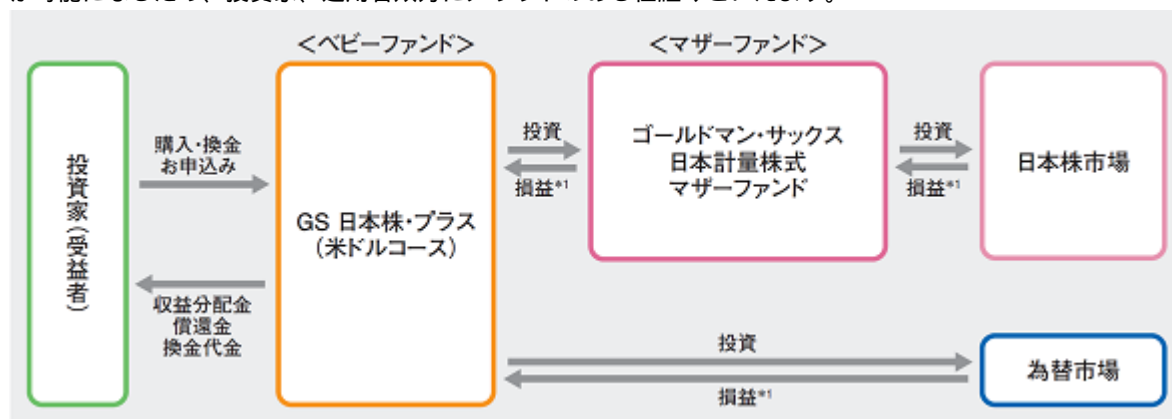 ＜ベビーファンド＞
＜マザーファンド＞
投資家（受益者）
購入・換金
お申込み
収益分配金
償還金
換金代金
GS 日本株・プラス
（米ドルコース）
投資
損益*1
ゴールドマン・サックス
日本計量株式
マザーファンド
投資
損益*1
日本株市場
投資
損益*1
為替市場